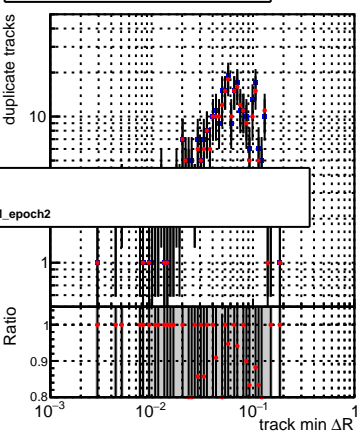 duplicate tracks
10
l_epoch2
1
Ratio
1
0.9
0.8
10⁻³ 10⁻² 10⁻¹ 1
track min ΔR